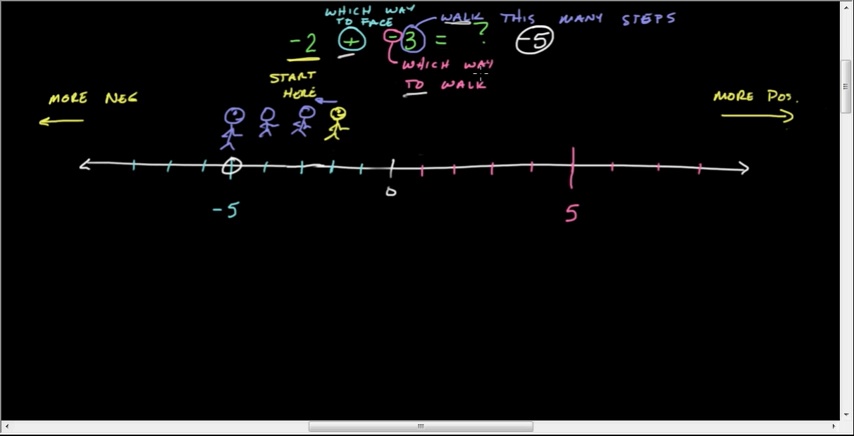 WHICH WAY
TO FACE
WALK THIS MANY STEPS
-2 + -3 = ? -5
START
HERE
WHICH WAY
TO WALK
MORE NEG
MORE POS.
0
-5
5